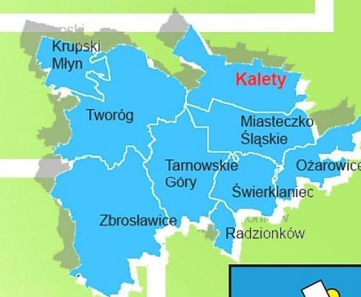 Krupski
Młyn
Kalety
Tworóg
Miasteczko
Śląskie
Tarnowskie
Góry
Ożarowice
Świerklaniec
Zbrosławice
Radzionków